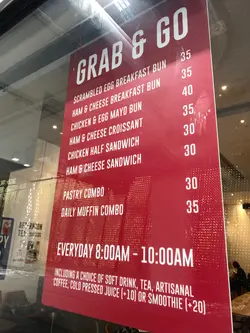 GRAB & GO
SCRAMBLED EGG BREAKFAST BUN 35
HAM & CHEESE BREAKFAST BUN 35
CHICKEN & EGG MAYO BUN 40
HAM & CHEESE CROISSANT 35
CHICKEN HALF SANDWICH 30
HAM & CHEESE SANDWICH 30
PASTRY COMBO 30
DAILY MUFFIN COMBO 35
EVERYDAY 8:00AM - 10:00AM
INCLUDING A CHOICE OF SOFT DRINK, TEA, ARTISANAL
COFFEE, COLD PRESSED JUICE (+10) OR SMOOTHIE (+20)